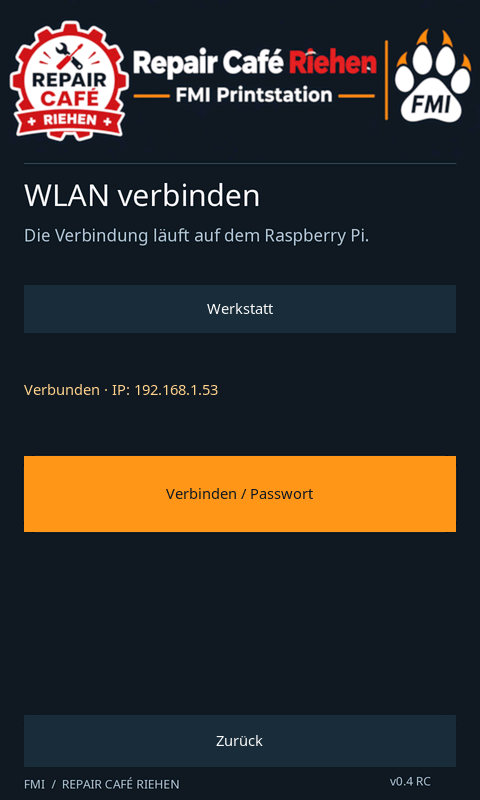 REPAIR
CAFÉ
RIEHEN
Repair Café Riehen
FMI Printstation
FMI
WLAN verbinden
Die Verbindung läuft auf dem Raspberry Pi.
Werkstatt
Verbunden · IP: 192.168.1.53
Verbinden / Passwort
Zurück
FMI / REPAIR CAFÉ RIEHEN
v0.4 RC